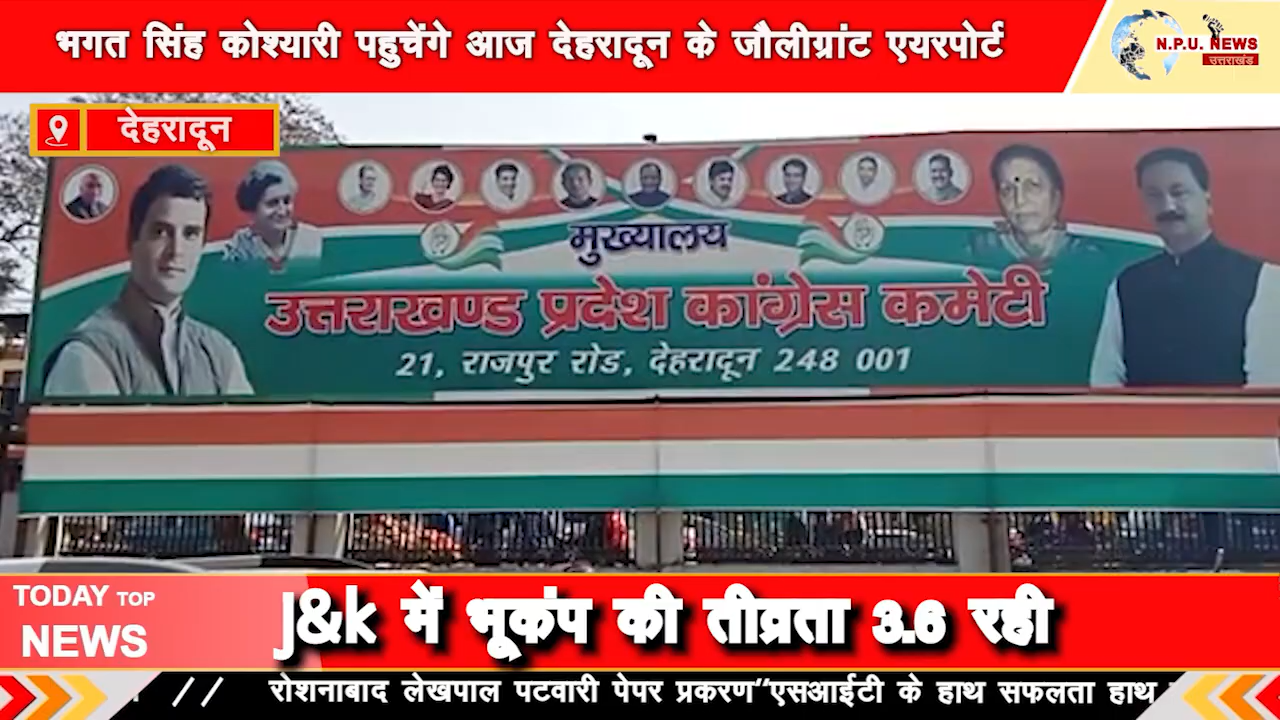 भगत सिंह कोश्यारी पहुचेंगे आज देहरादून के जौलीग्रांट एयरपोर्ट
N.P.U. NEWS
उत्तराखंड
देहरादून
मुख्यालय
उत्तराखण्ड प्रदेश कांग्रेस कमेटी
21, राजपुर रोड, देहरादून 248 001
TODAY TOP
NEWS
J&k में भूकंप की तीव्रता 3.6 रही
// रोशनाबाद लेखपाल पटवारी पेपर प्रकरण"एसआईटी के हाथ सफलता हाथ